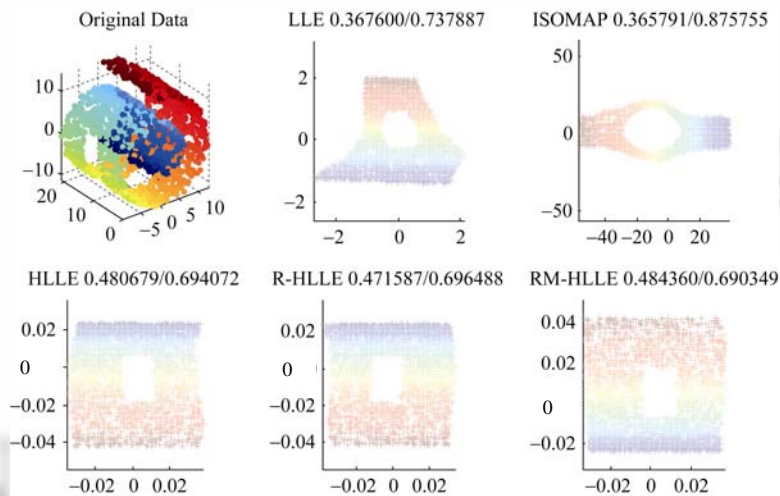 Original Data
LLE 0.367600/0.737887
ISOMAP 0.365791/0.875755
10
0
−10
20
10
0
−5 0 5 10
2
0
−2
−2 0 2
50
0
−50
−40 −20 0 20
HLLE 0.480679/0.694072
R-HLLE 0.471587/0.696488
RM-HLLE 0.484360/0.690349
0.02
0
−0.02
−0.04
−0.02 0 0.02
0.02
0
−0.02
−0.04
−0.02 0 0.02
0.04
0.02
0
−0.02
−0.02 0 0.02